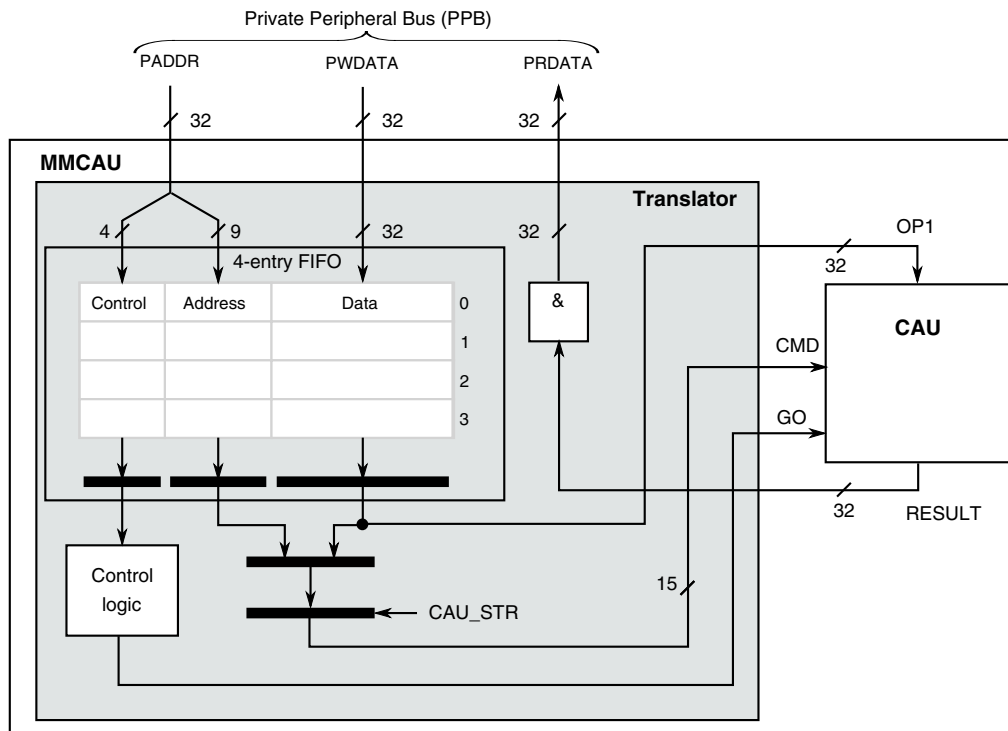 Private Peripheral Bus (PPB)
PADDR
PWDATA
PRDATA
32
32
32
MMCAU
Translator
4
9
32
32
OP1
32
4-entry FIFO
Control
Address
Data
0
1
2
3
&
CAU
CMD
GO
32
RESULT
Control
logic
15
CAU_STR